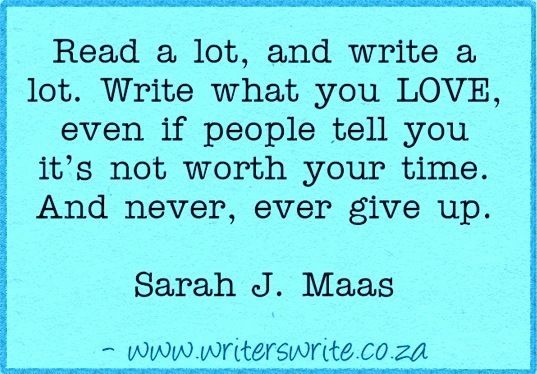 Read a lot, and write a
lot. Write what you LOVE,
even if people tell you
it's not worth your time.
And never, ever give up.
Sarah J. Maas
- www.writerswrite.co.za